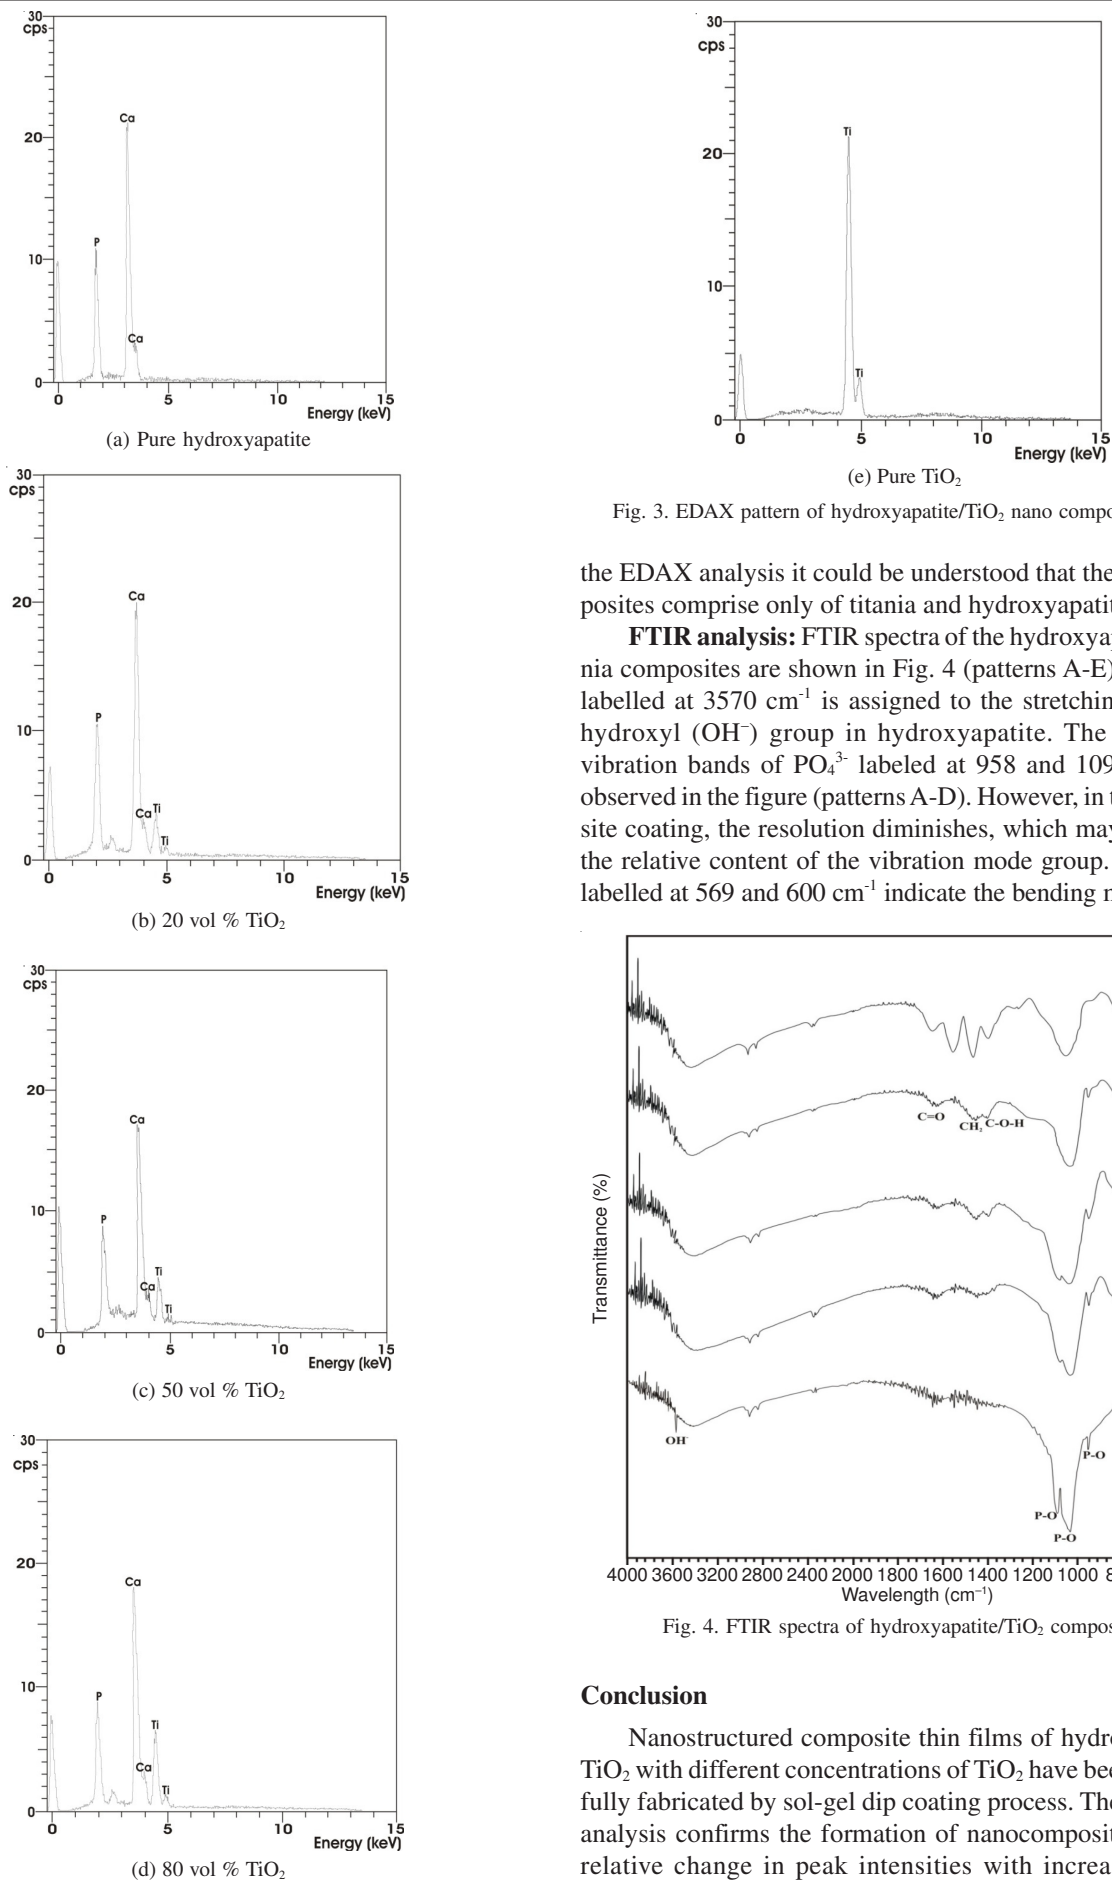 30
cps
20
10
0
Ca
P
Ca
0 5 10 15
Energy (keV)
(a) Pure hydroxyapatite
30
cps
20
10
0
Ca
P
Ca
Ti
Ti
0 5 10 15
Energy (keV)
(b) 20 vol % TiO₂
30
cps
20
10
0
Ca
P
Ca
Ti
Ti
0 5 10 15
Energy (keV)
(c) 50 vol % TiO₂
30
cps
20
10
0
Ca
P
Ti
Ca
Ti
0 5 10 15
Energy (keV)
(d) 80 vol % TiO₂
30
cps
20
10
0
Ti
Ti
0 5 10 15
Energy (keV)
(e) Pure TiO₂
Fig. 3. EDAX pattern of hydroxyapatite/TiO₂ nano compo
the EDAX analysis it could be understood that the
posites comprise only of titania and hydroxyapatit
FTIR analysis: FTIR spectra of the hydroxyap
nia composites are shown in Fig. 4 (patterns A-E)
labelled at 3570 cm⁻¹ is assigned to the stretchin
hydroxyl (OH⁻) group in hydroxyapatite. The
vibration bands of PO₄³⁻ labeled at 958 and 109
observed in the figure (patterns A-D). However, in t
site coating, the resolution diminishes, which may
the relative content of the vibration mode group.
labelled at 569 and 600 cm⁻¹ indicate the bending m
Transmittance (%)
C=O
CH₂ C-O-H
OH⁻
P-O
P-O
P-O
4000 3600 3200 2800 2400 2000 1800 1600 1400 1200 1000 8
Wavelength (cm⁻¹)
Fig. 4. FTIR spectra of hydroxyapatite/TiO₂ compos
Conclusion
Nanostructured composite thin films of hydro
TiO₂ with different concentrations of TiO₂ have bee
fully fabricated by sol-gel dip coating process. The
analysis confirms the formation of nanocomposit
relative change in peak intensities with increa